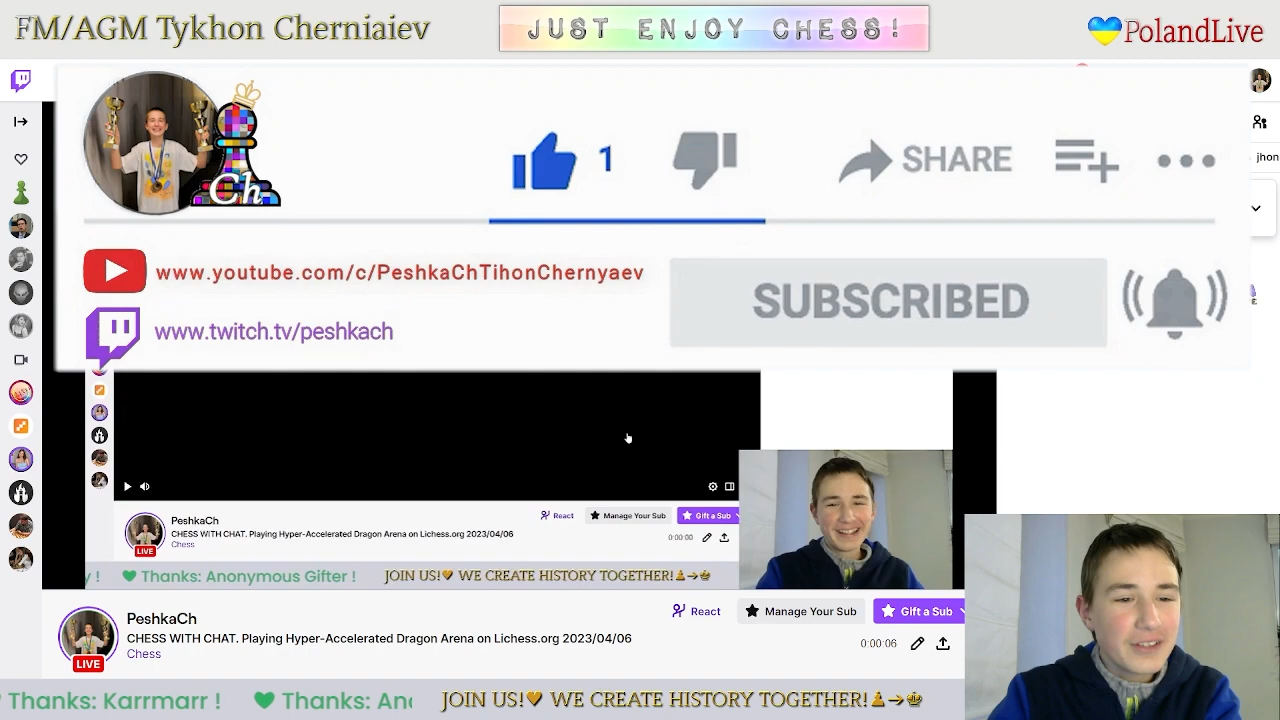 FM/AGM Tykhon Cherniaiev
JUST ENJOY CHESS!
PolandLive
jhon
Ch
1
SHARE
www.youtube.com/c/PeshkaChTihonChernyaev
SUBSCRIBED
www.twitch.tv/peshkach
PeshkaCh
React
Manage Your Sub
Gift a Sub
CHESS WITH CHAT. Playing Hyper-Accelerated Dragon Arena on Lichess.org 2023/04/06
0:00:00
Chess
LIVE
y !
Thanks: Anonymous Gifter !
JOIN US! WE CREATE HISTORY TOGETHER!
PeshkaCh
React
Manage Your Sub
Gift a Sub
CHESS WITH CHAT. Playing Hyper-Accelerated Dragon Arena on Lichess.org 2023/04/06
0:00:06
Chess
LIVE
Thanks: Karrmarr !
Thanks: An
JOIN US! WE CREATE HISTORY TOGETHER!